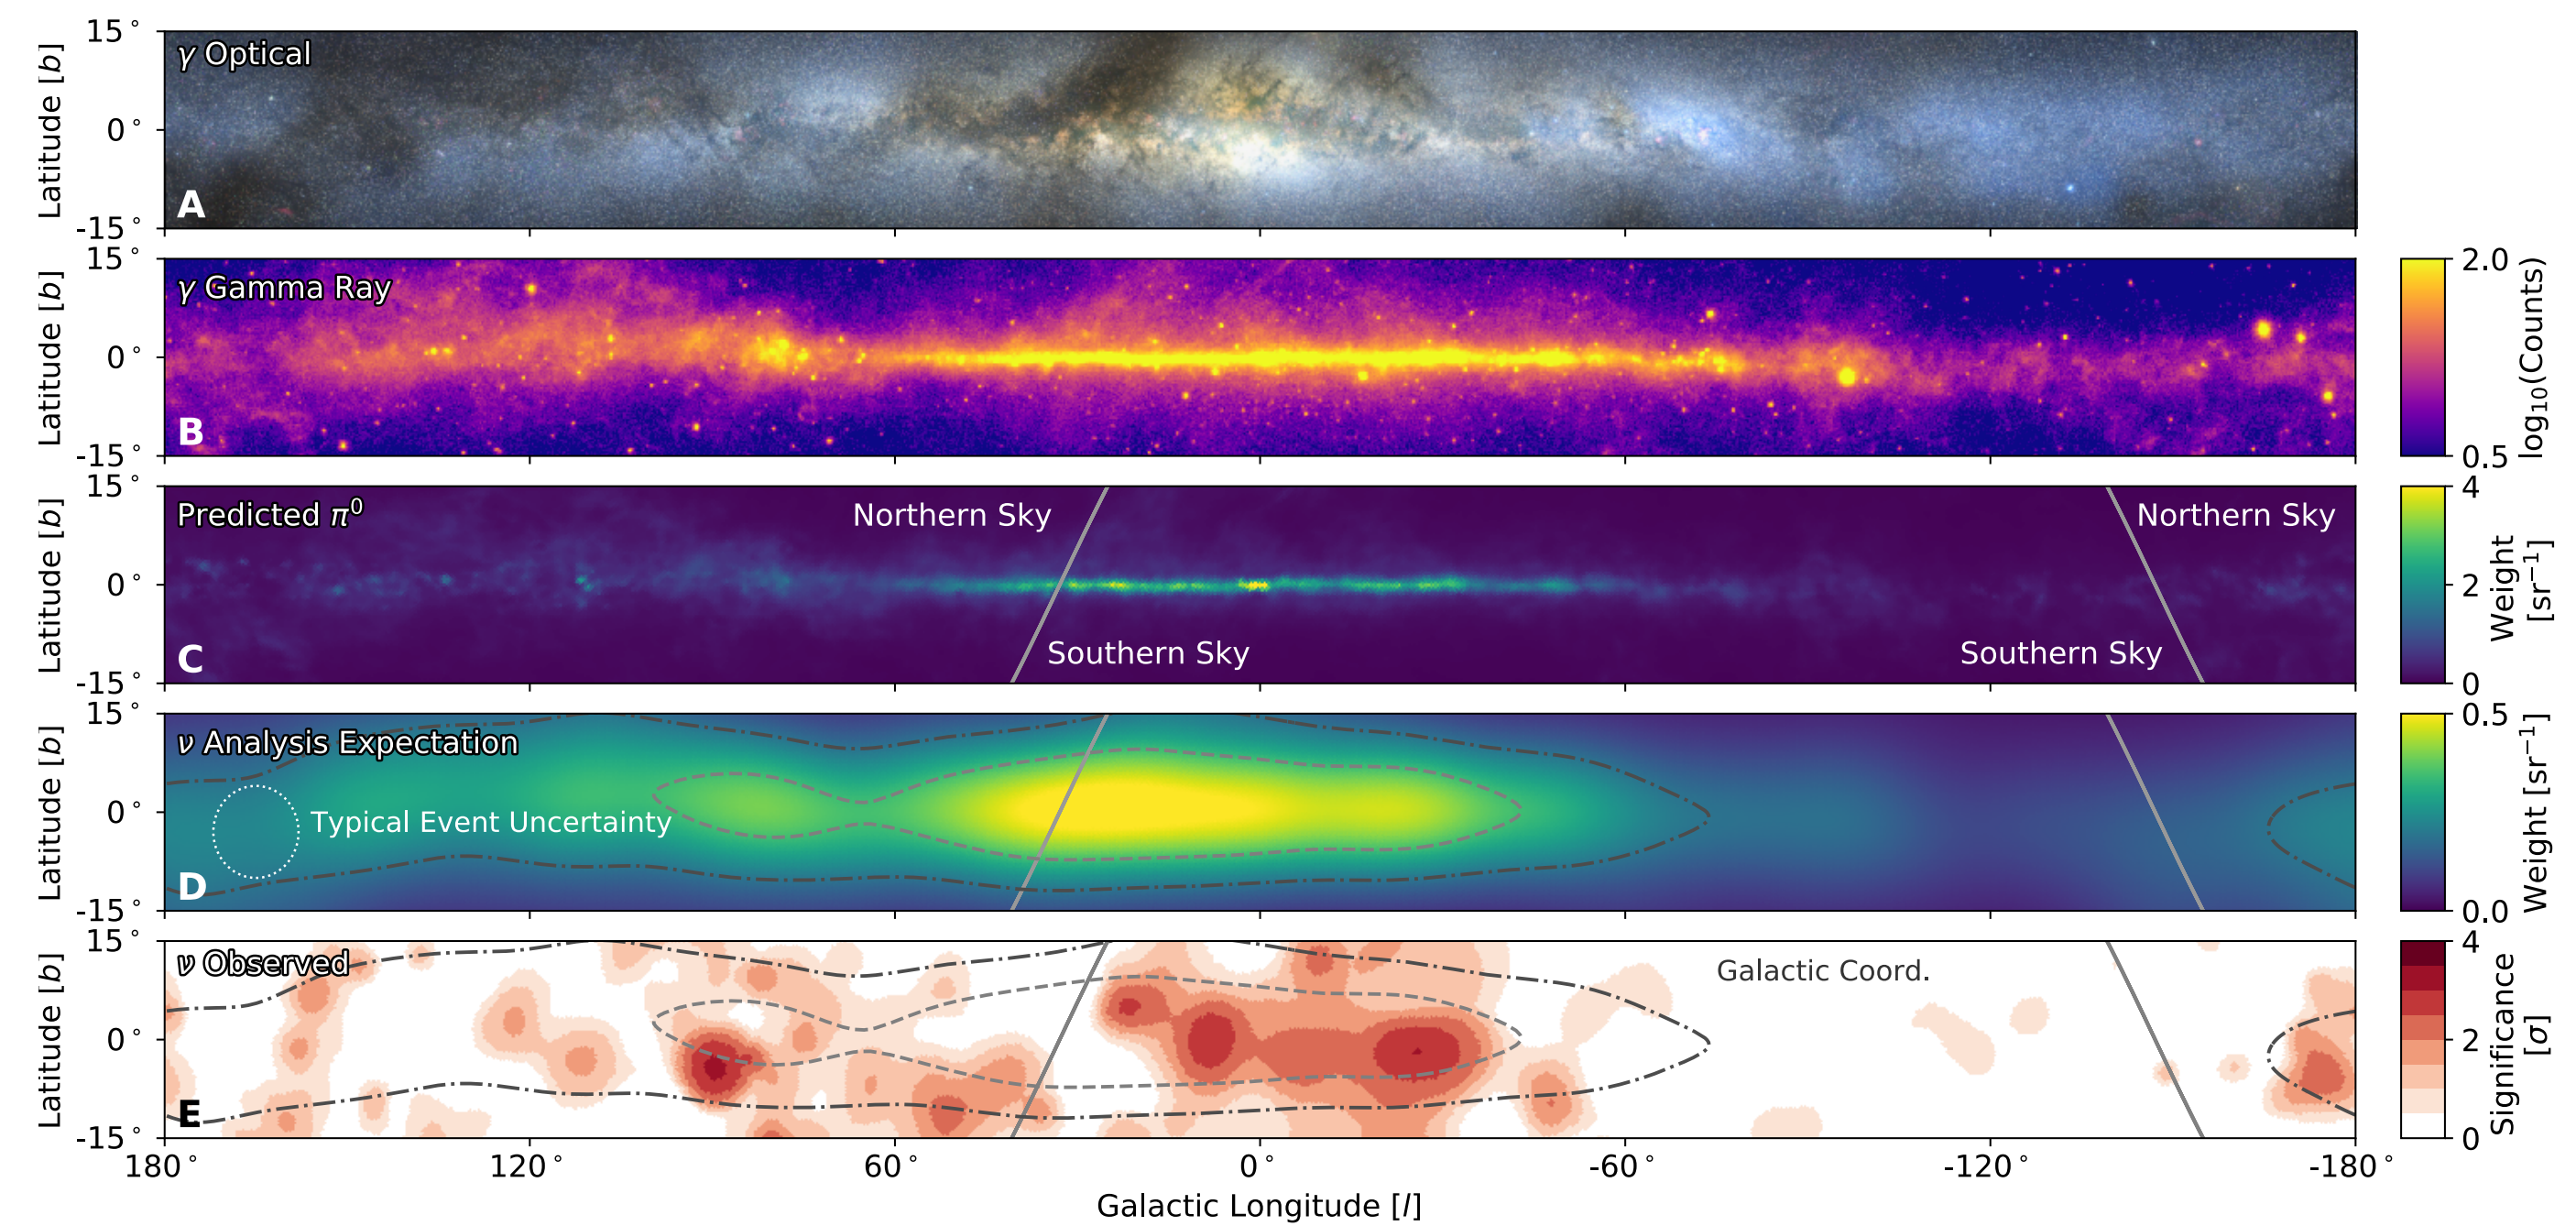 15°
γ Optical
Latitude [b]
0°
A
-15°
15°
γ Gamma Ray
Latitude [b]
0°
B
-15°
2.0
log₁₀(Counts)
0.5
15°
Predicted π⁰
Northern Sky
Northern Sky
Latitude [b]
0°
Southern Sky
Southern Sky
C
-15°
4
Weight
[sr⁻¹]
2
0
15°
ν Analysis Expectation
Latitude [b]
0°
Typical Event Uncertainty
D
-15°
0.5
Weight [sr⁻¹]
0.0
15°
ν Observed
Galactic Coord.
Latitude [b]
0°
E
-15°
4
Significance
[σ]
2
0
180° 120° 60° 0° -60° -120° -180°
Galactic Longitude [l]